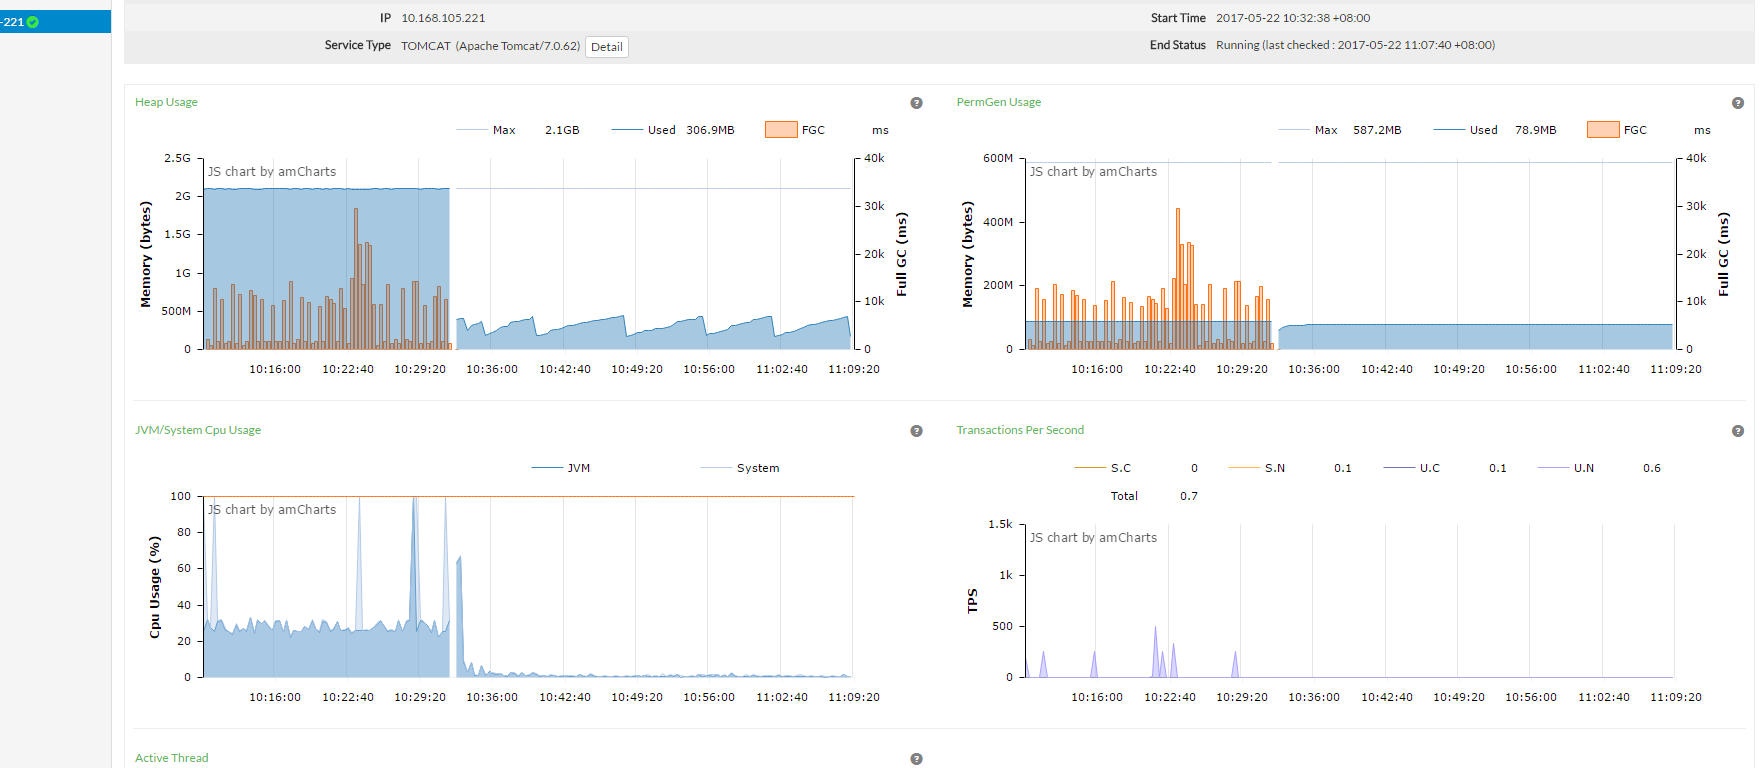 -221
IP 10.168.105.221 Start Time 2017-05-22 10:32:38 +08:00
Service Type TOMCAT (Apache Tomcat/7.0.62) Detail End Status Running (last checked : 2017-05-22 11:07:40 +08:00)
Heap Usage ?
Max 2.1GB Used 306.9MB FGC ms
JS chart by amCharts
Memory (bytes)
2.5G
2G
1.5G
1G
500M
0
40k
30k
20k
10k
0
Full GC (ms)
10:16:00 10:22:40 10:29:20 10:36:00 10:42:40 10:49:20 10:56:00 11:02:40 11:09:20
PermGen Usage ?
Max 587.2MB Used 78.9MB FGC ms
JS chart by amCharts
Memory (bytes)
600M
400M
200M
0
40k
30k
20k
10k
0
Full GC (ms)
10:16:00 10:22:40 10:29:20 10:36:00 10:42:40 10:49:20 10:56:00 11:02:40 11:09:20
JVM/System Cpu Usage ?
JVM System
JS chart by amCharts
Cpu Usage (%)
100
80
60
40
20
0
10:16:00 10:22:40 10:29:20 10:36:00 10:42:40 10:49:20 10:56:00 11:02:40 11:09:20
Transactions Per Second ?
S.C 0 S.N 0.1 U.C 0.1 U.N 0.6
Total 0.7
JS chart by amCharts
TPS
1.5k
1k
500
0
10:16:00 10:22:40 10:29:20 10:36:00 10:42:40 10:49:20 10:56:00 11:02:40 11:09:20
Active Thread ?